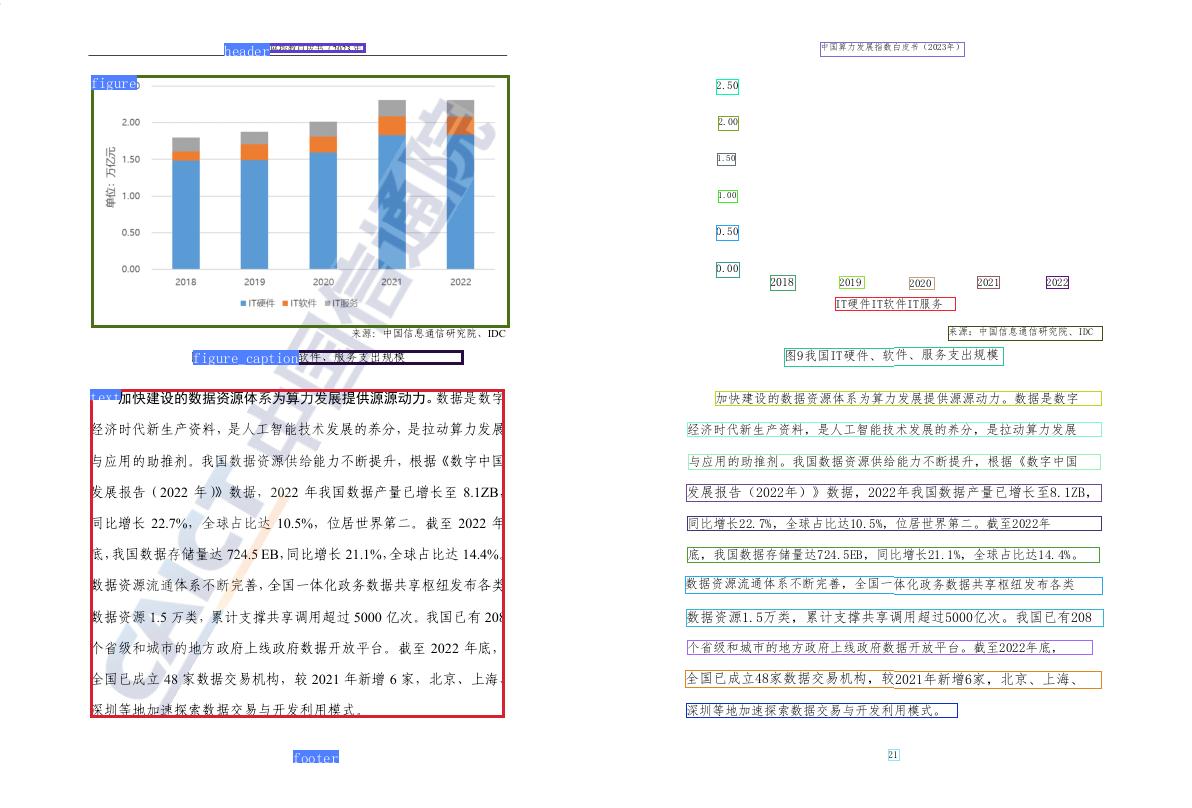 header
中国算力发展指数白皮书（2023年）
figure
2.00
1.50
1.00
0.50
0.00
单位：万亿元
2018 2019 2020 2021 2022
IT硬件 IT软件 IT服务
来源：中国信息通信研究院、IDC
figure caption 软件、服务支出规模
text 加快建设的数据资源体系为算力发展提供源源动力。数据是数字
经济时代新生产资料，是人工智能技术发展的养分，是拉动算力发展
与应用的助推剂。我国数据资源供给能力不断提升，根据《数字中国
发展报告（2022 年）》数据，2022 年我国数据产量已增长至 8.1ZB，
同比增长 22.7%，全球占比达 10.5%，位居世界第二。截至 2022 年
底，我国数据存储量达 724.5 EB，同比增长 21.1%，全球占比达 14.4%。
数据资源流通体系不断完善，全国一体化政务数据共享枢纽发布各类
数据资源 1.5 万类，累计支撑共享调用超过 5000 亿次。我国已有 208
个省级和城市的地方政府上线政府数据开放平台。截至 2022 年底，
全国已成立 48 家数据交易机构，较 2021 年新增 6 家，北京、上海、
深圳等地加速探索数据交易与开发利用模式。
footer
CAICT 中国信通院
中国算力发展指数白皮书（2023年）
2.50
2.00
1.50
1.00
0.50
0.00
2018 2019 2020 2021 2022
IT硬件IT软件IT服务
来源：中国信息通信研究院、IDC
图9我国IT硬件、软件、服务支出规模
加快建设的数据资源体系为算力发展提供源源动力。数据是数字
经济时代新生产资料，是人工智能技术发展的养分，是拉动算力发展
与应用的助推剂。我国数据资源供给能力不断提升，根据《数字中国
发展报告（2022年）》数据，2022年我国数据产量已增长至8.1ZB，
同比增长22.7%，全球占比达10.5%，位居世界第二。截至2022年
底，我国数据存储量达724.5EB，同比增长21.1%，全球占比达14.4%。
数据资源流通体系不断完善，全国一体化政务数据共享枢纽发布各类
数据资源1.5万类，累计支撑共享调用超过5000亿次。我国已有208
个省级和城市的地方政府上线政府数据开放平台。截至2022年底，
全国已成立48家数据交易机构，较2021年新增6家，北京、上海、
深圳等地加速探索数据交易与开发利用模式。
21